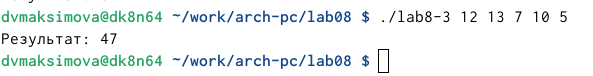 dvmaksimova@dk8n64 ~/work/arch-pc/lab08 $ ./lab8-3 12 13 7 10 5
Результат: 47
dvmaksimova@dk8n64 ~/work/arch-pc/lab08 $